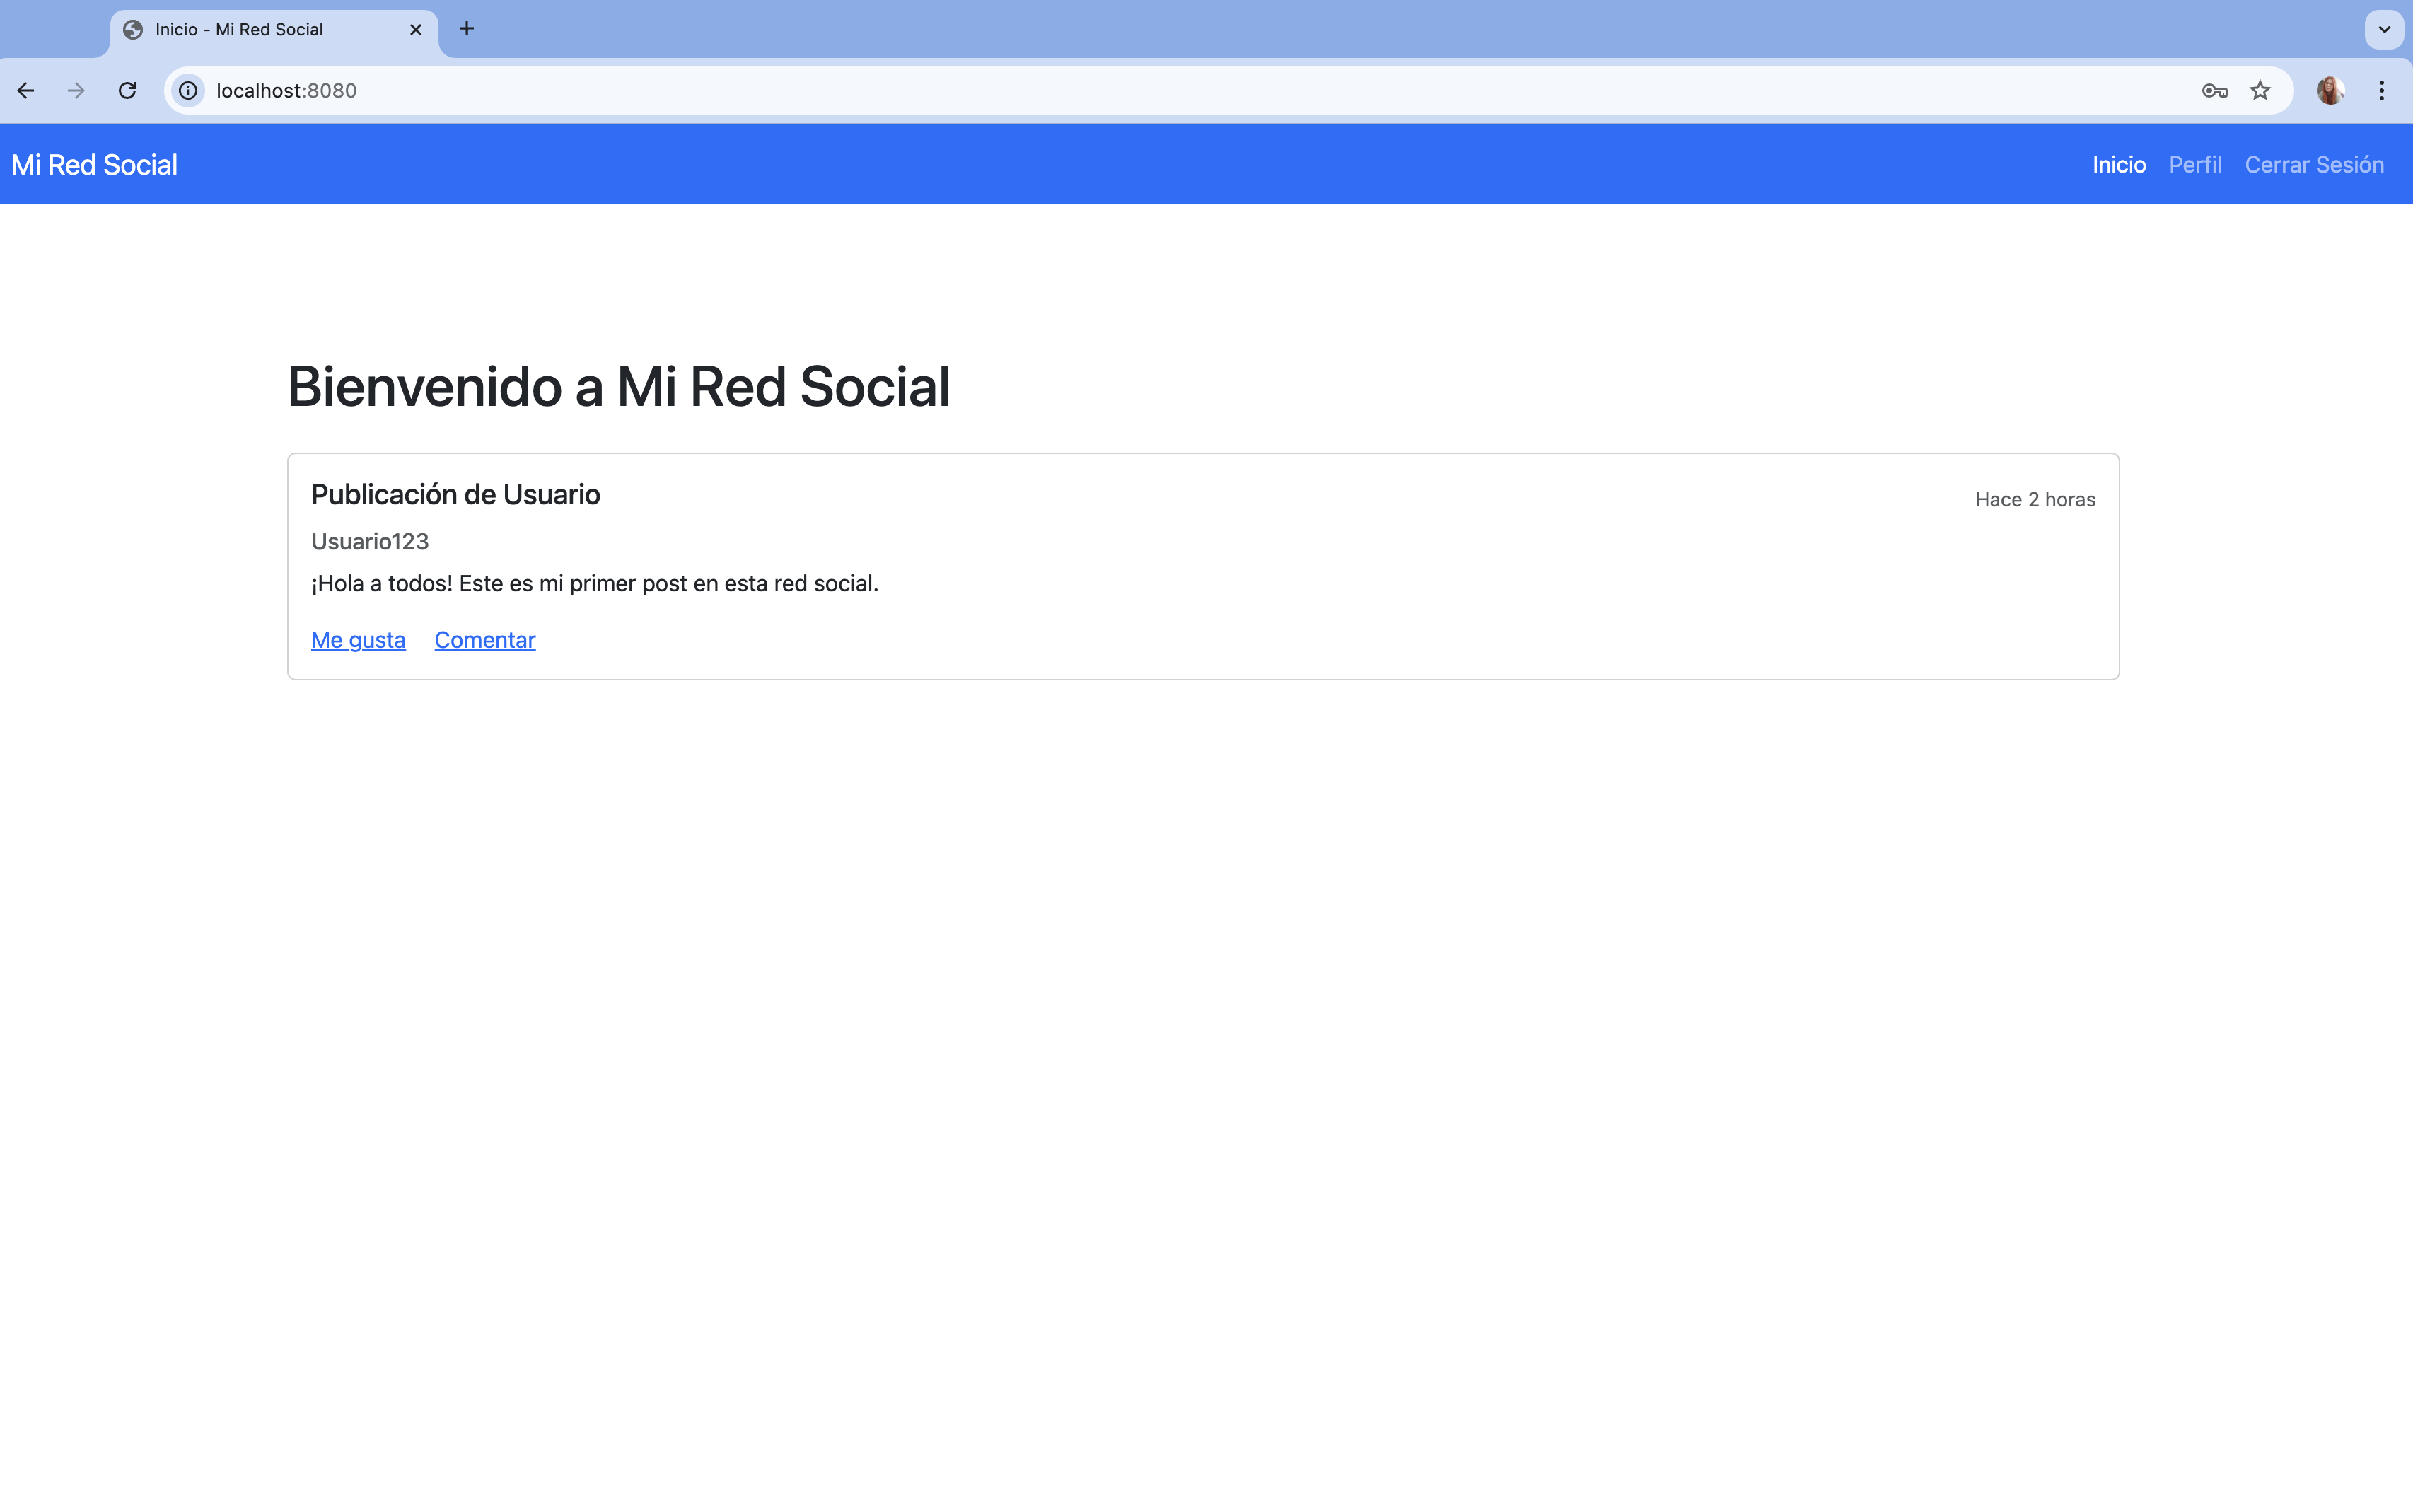 Inicio - Mi Red Social
localhost:8080
Mi Red Social
Inicio Perfil Cerrar Sesión
Bienvenido a Mi Red Social
Publicación de Usuario
Hace 2 horas
Usuario123
¡Hola a todos! Este es mi primer post en esta red social.
Me gusta Comentar